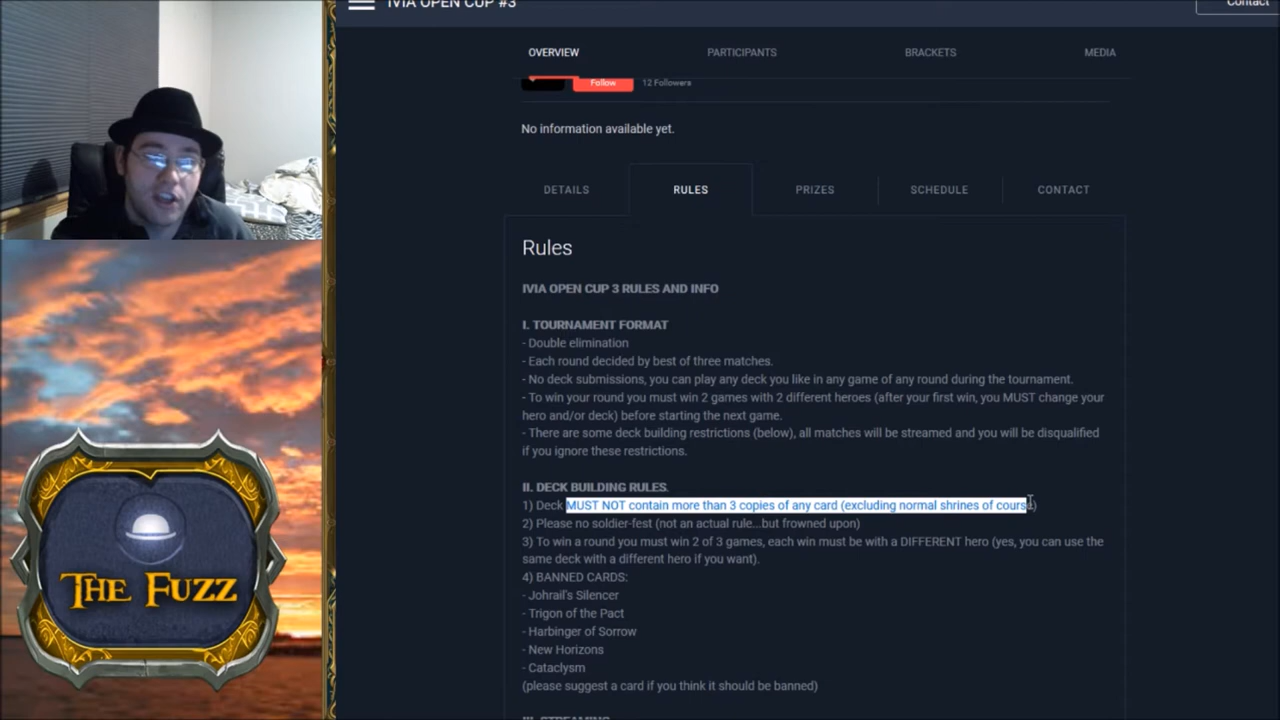 IVIA OPEN CUP #3
Contact
OVERVIEW
PARTICIPANTS
BRACKETS
MEDIA
Follow
12 Followers
No information available yet.
DETAILS
RULES
PRIZES
SCHEDULE
CONTACT
Rules
IVIA OPEN CUP 3 RULES AND INFO
I. TOURNAMENT FORMAT
- Double elimination
- Each round decided by best of three matches.
- No deck submissions, you can play any deck you like in any game of any round during the tournament.
- To win your round you must win 2 games with 2 different heroes (after your first win, you MUST change your
hero and/or deck) before starting the next game.
- There are some deck building restrictions (below), all matches will be streamed and you will be disqualified
if you ignore these restrictions.
II. DECK BUILDING RULES.
1) Deck MUST NOT contain more than 3 copies of any card (excluding normal shrines of course)
2) Please no soldier-fest (not an actual rule...but frowned upon)
3) To win a round you must win 2 of 3 games, each win must be with a DIFFERENT hero (yes, you can use the
same deck with a different hero if you want).
4) BANNED CARDS:
- Johrail's Silencer
- Trigon of the Pact
- Harbinger of Sorrow
- New Horizons
- Cataclysm
(please suggest a card if you think it should be banned)
III. STREAMING
THE FUZZ